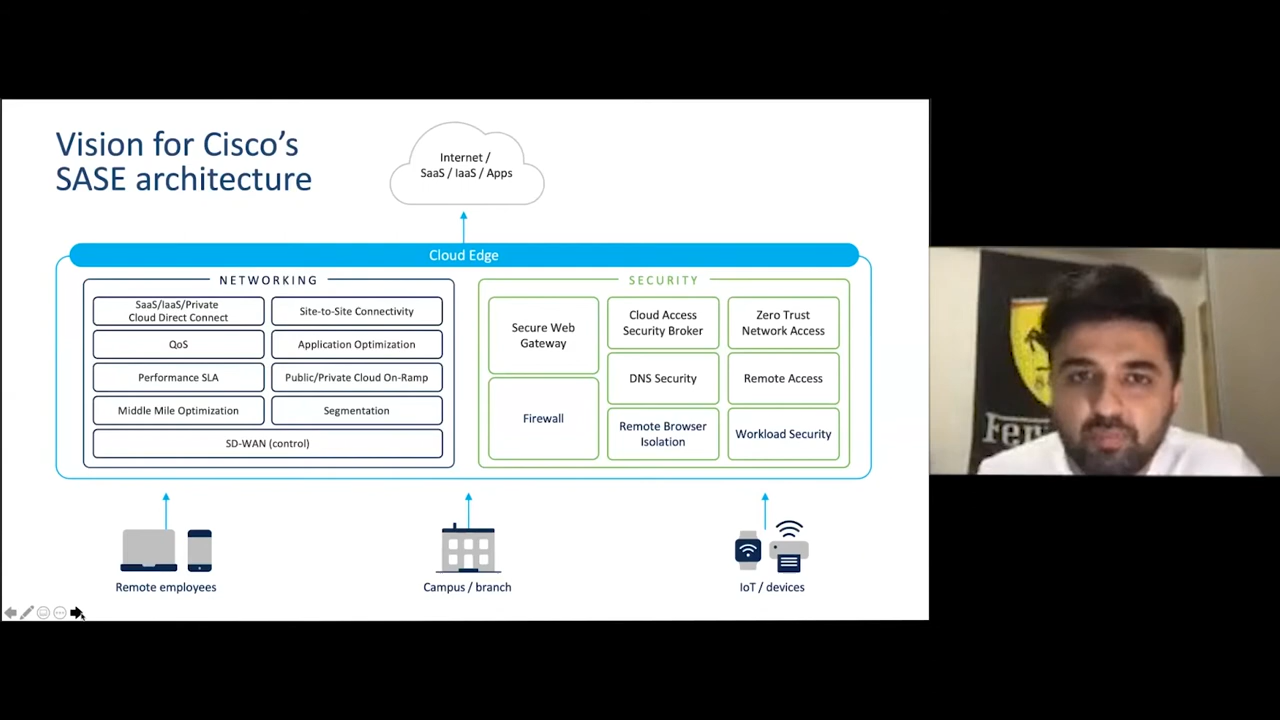 Vision for Cisco's
SASE architecture
Internet /
SaaS / IaaS / Apps
Cloud Edge
NETWORKING
SaaS/IaaS/Private
Cloud Direct Connect
Site-to-Site Connectivity
QoS
Application Optimization
Performance SLA
Public/Private Cloud On-Ramp
Middle Mile Optimization
Segmentation
SD-WAN (control)
SECURITY
Secure Web
Gateway
Cloud Access
Security Broker
Zero Trust
Network Access
DNS Security
Remote Access
Firewall
Remote Browser
Isolation
Workload Security
Remote employees
Campus / branch
IoT / devices